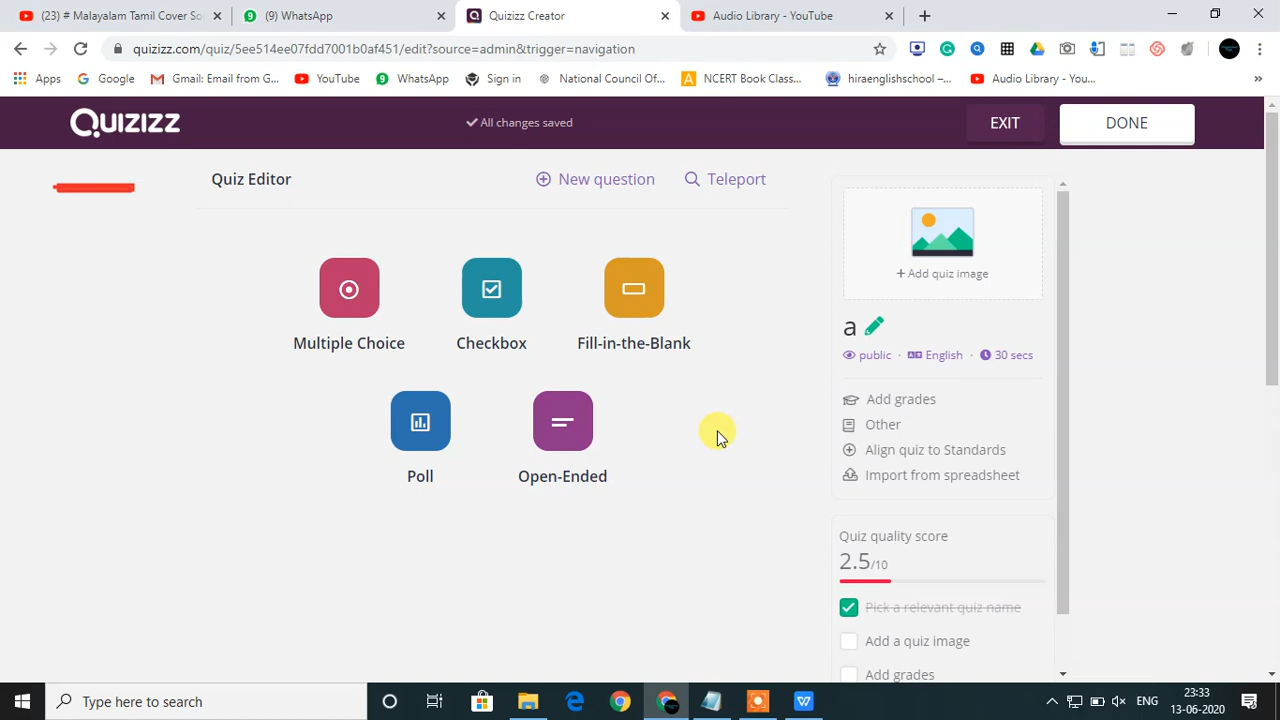 (23) # Malayalam Tamil Cover So
(9) WhatsApp
Quizizz Creator
Audio Library - YouTube
quizizz.com/quiz/5ee514ee07fdd7001b0af451/edit?source=admin&trigger=navigation
Apps
Google
Gmail: Email from G...
YouTube
WhatsApp
Sign in
National Council Of...
NCERT Book Class...
hiraenglishschool –...
Audio Library - You...
»
Quizizz
All changes saved
EXIT
DONE
Quiz Editor
New question
Teleport
+ Add quiz image
Multiple Choice
Checkbox
Fill-in-the-Blank
a
public · English · 30 secs
Add grades
Other
Align quiz to Standards
Import from spreadsheet
Poll
Open-Ended
Quiz quality score
2.5/10
Pick a relevant quiz name
Add a quiz image
Add grades
Type here to search
ENG
23:33
13-06-2020